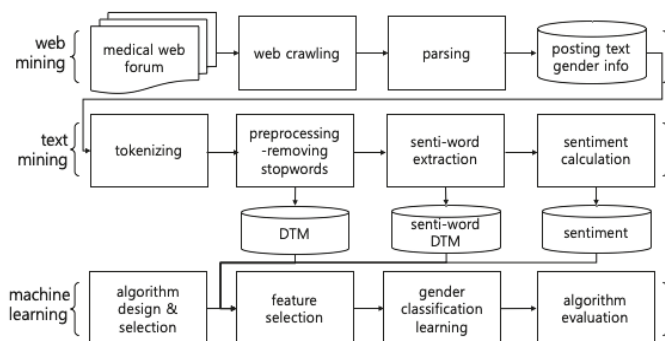 web
mining
medical web
forum
web crawling
parsing
posting text
gender info
text
mining
tokenizing
preprocessing
-removing
stopwords
senti-word
extraction
sentiment
calculation
DTM
senti-word
DTM
sentiment
machine
learning
algorithm
design &
selection
feature
selection
gender
classification
learning
algorithm
evaluation